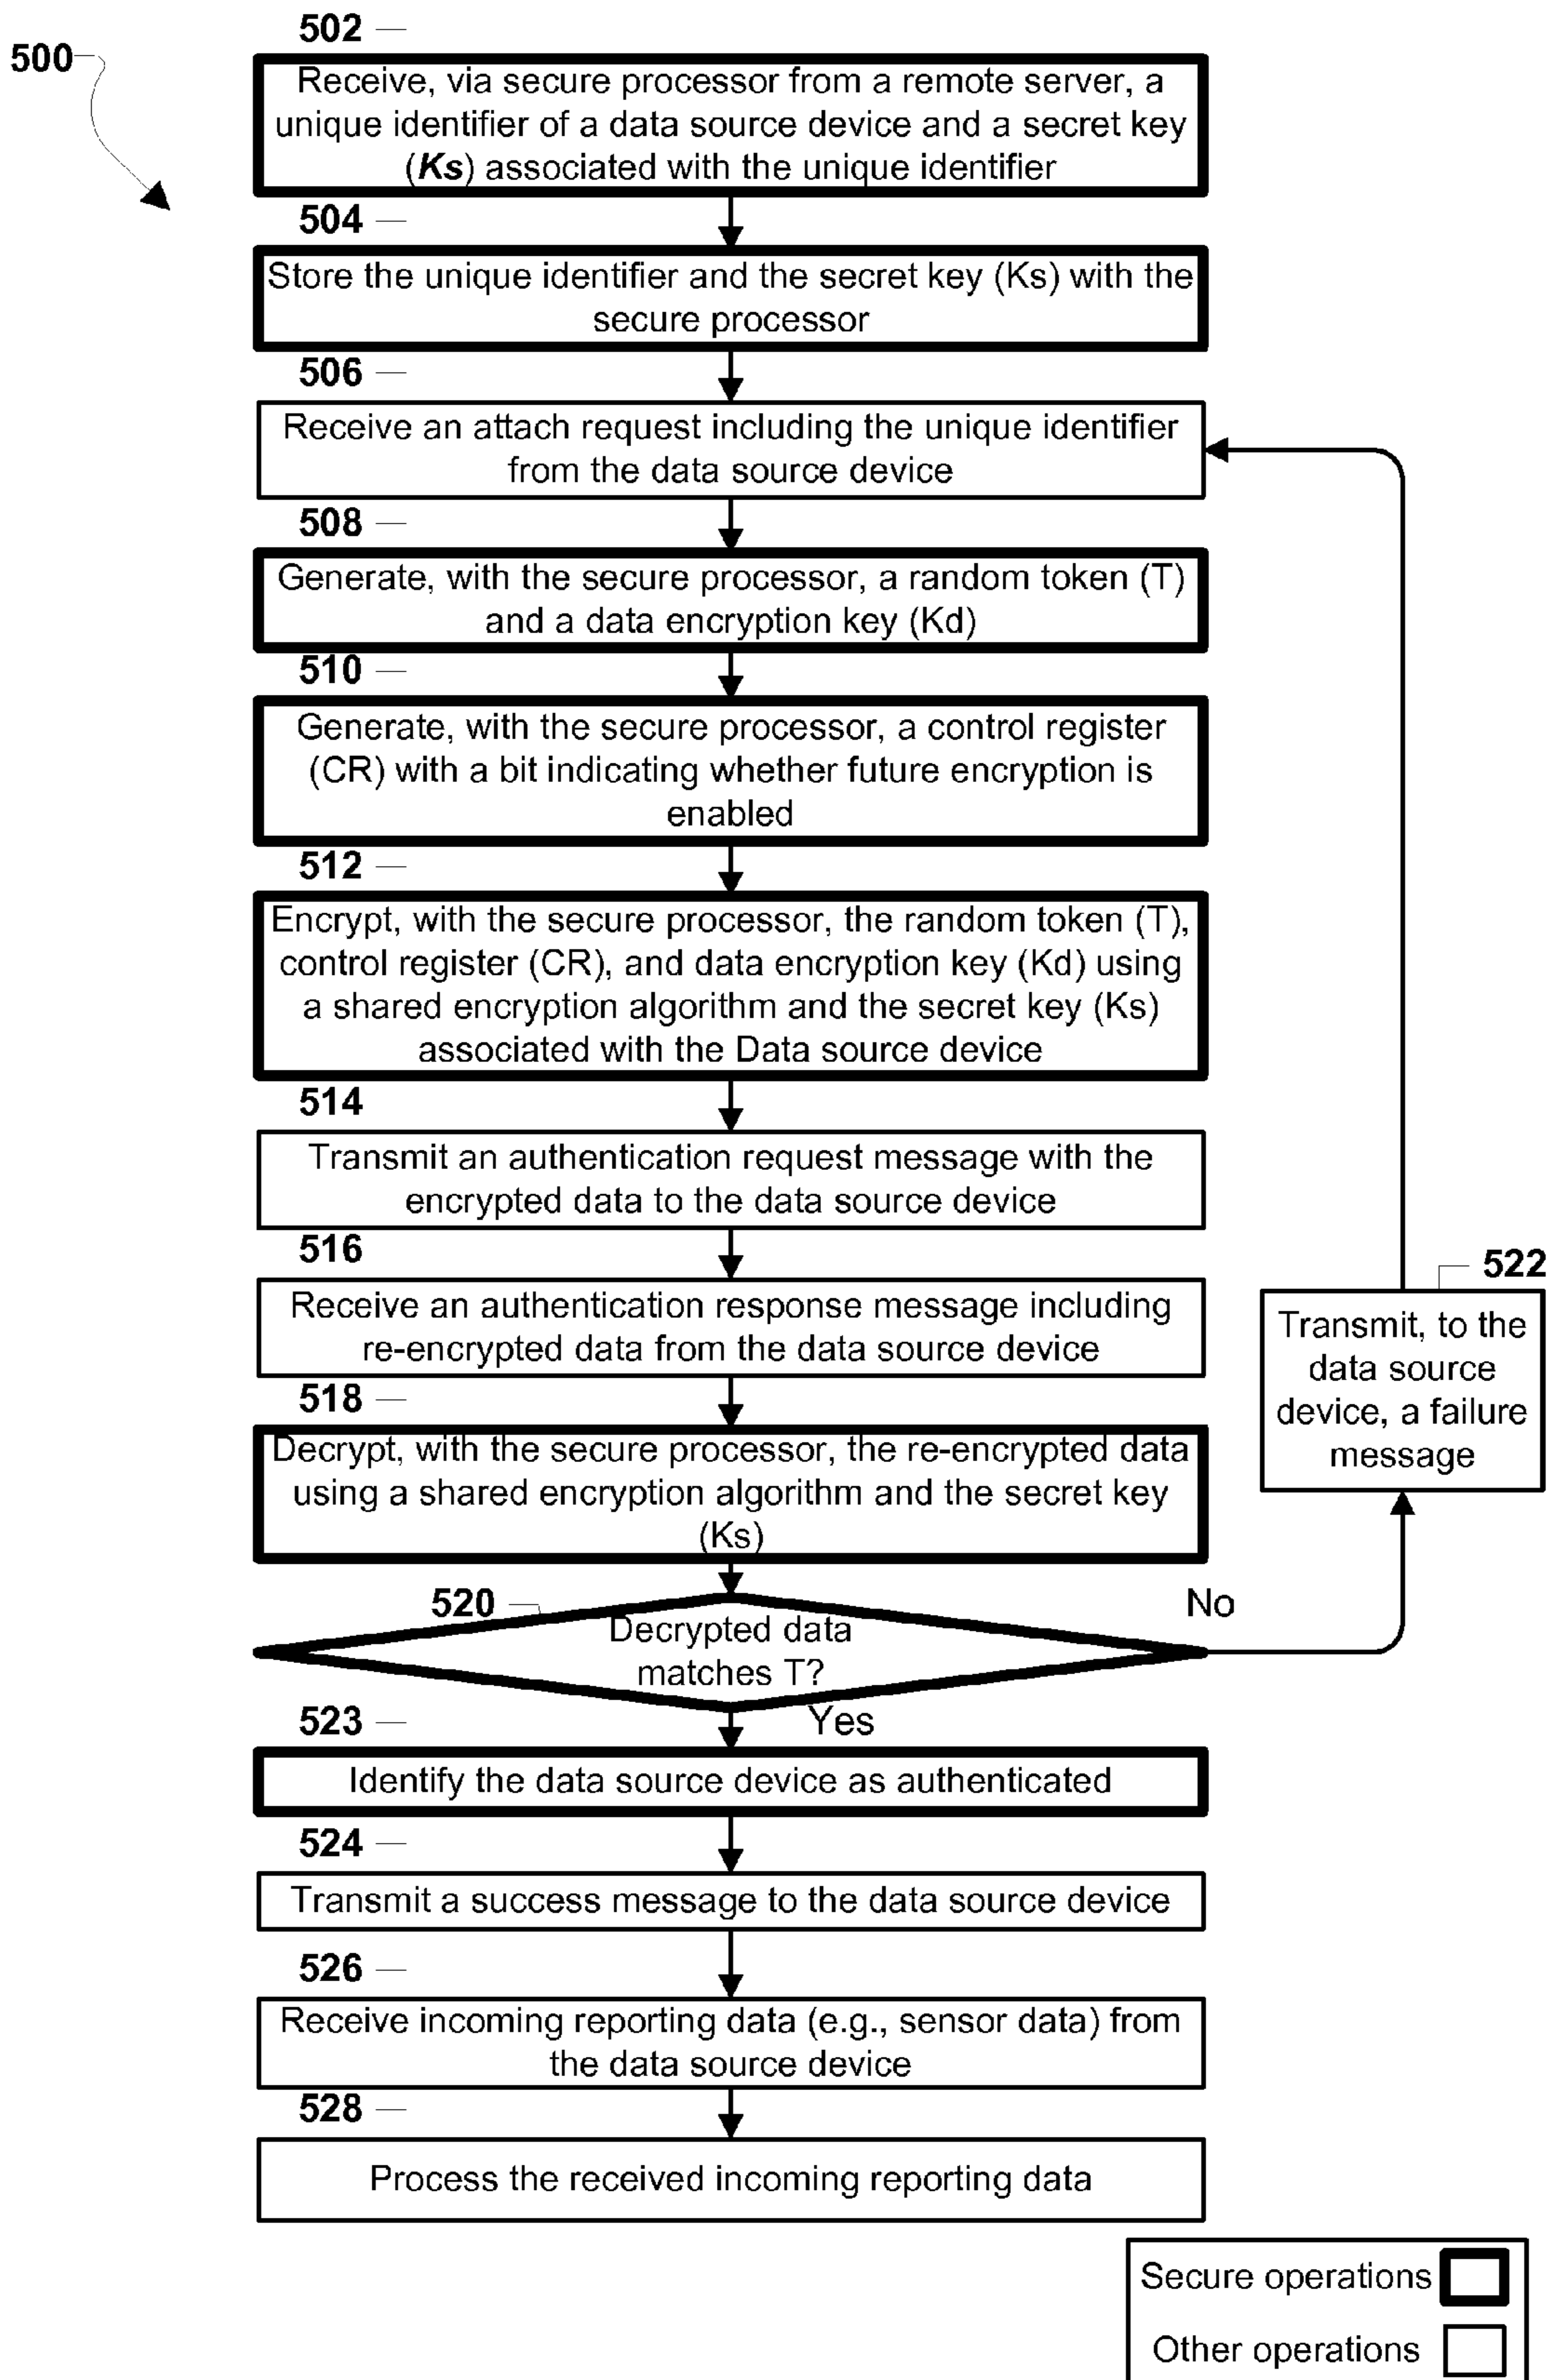 500
502
Receive, via secure processor from a remote server, a
unique identifier of a data source device and a secret key
(Ks) associated with the unique identifier
504
Store the unique identifier and the secret key (Ks) with the
secure processor
506
Receive an attach request including the unique identifier
from the data source device
508
Generate, with the secure processor, a random token (T)
and a data encryption key (Kd)
510
Generate, with the secure processor, a control register
(CR) with a bit indicating whether future encryption is
enabled
512
Encrypt, with the secure processor, the random token (T),
control register (CR), and data encryption key (Kd) using
a shared encryption algorithm and the secret key (Ks)
associated with the Data source device
514
Transmit an authentication request message with the
encrypted data to the data source device
516
Receive an authentication response message including
re-encrypted data from the data source device
518
Decrypt, with the secure processor, the re-encrypted data
using a shared encryption algorithm and the secret key
(Ks)
520
Decrypted data
matches T?
No
522
Transmit, to the
data source
device, a failure
message
Yes
523
Identify the data source device as authenticated
524
Transmit a success message to the data source device
526
Receive incoming reporting data (e.g., sensor data) from
the data source device
528
Process the received incoming reporting data
Secure operations
Other operations